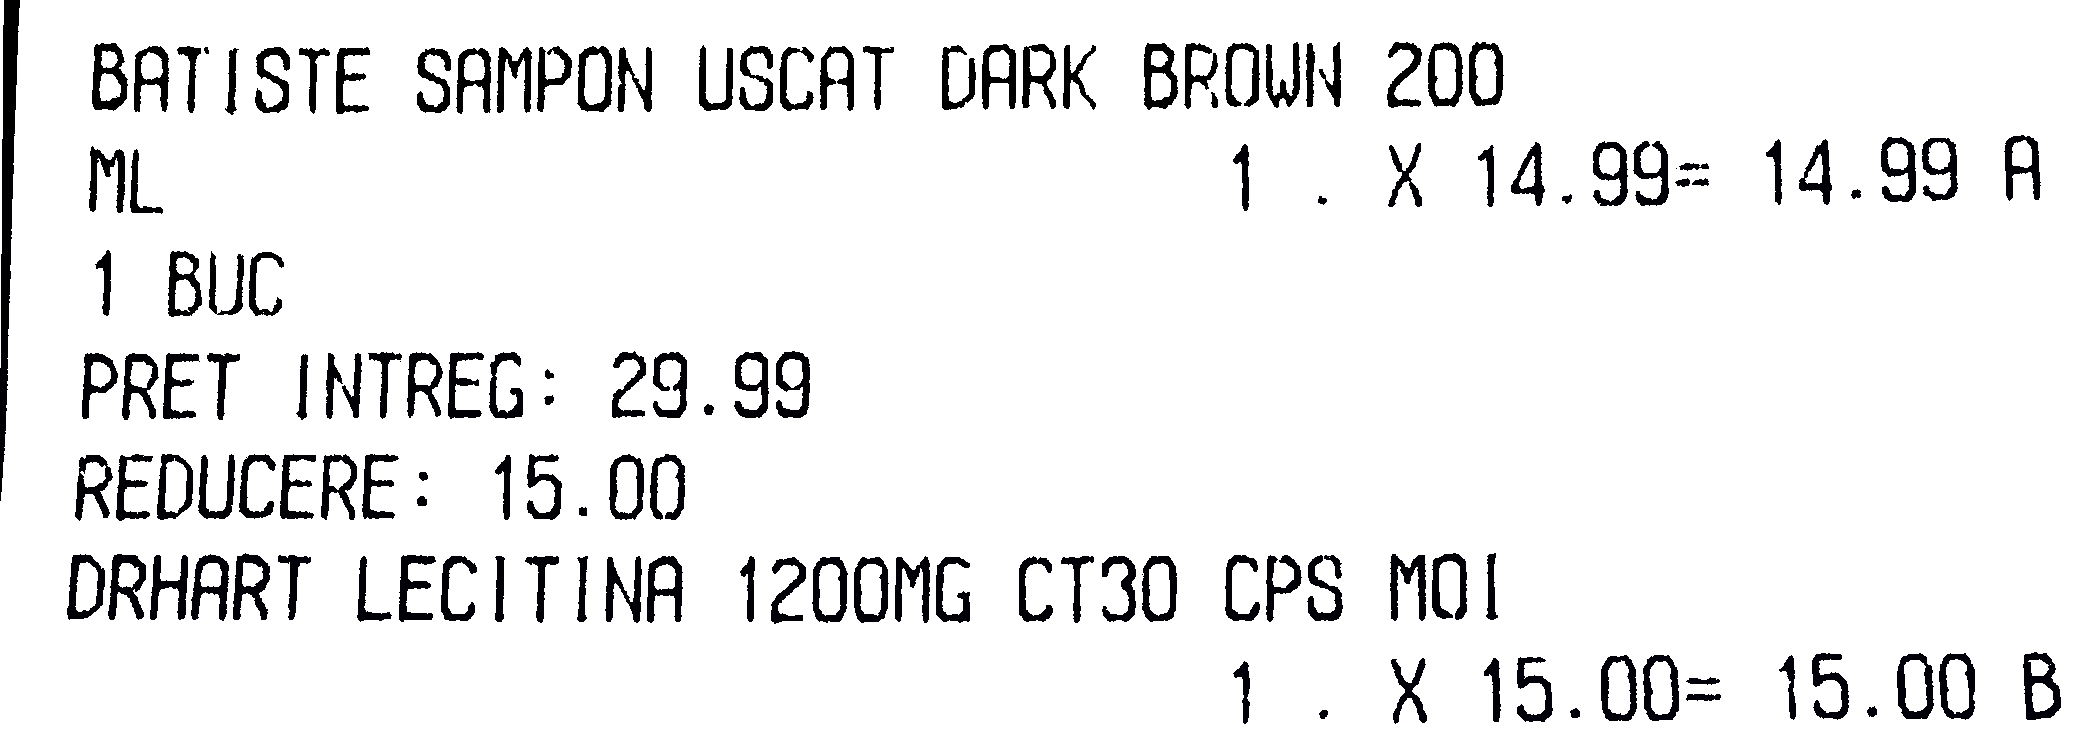 BATISTE SAMPON USCAT DARK BROWN 200
ML 1 . X 14.99= 14.99 A
1 BUC
PRET INTREG: 29.99
REDUCERE: 15.00
DRHART LECITINA 1200MG CT30 CPS MOI
1 . X 15.00= 15.00 B